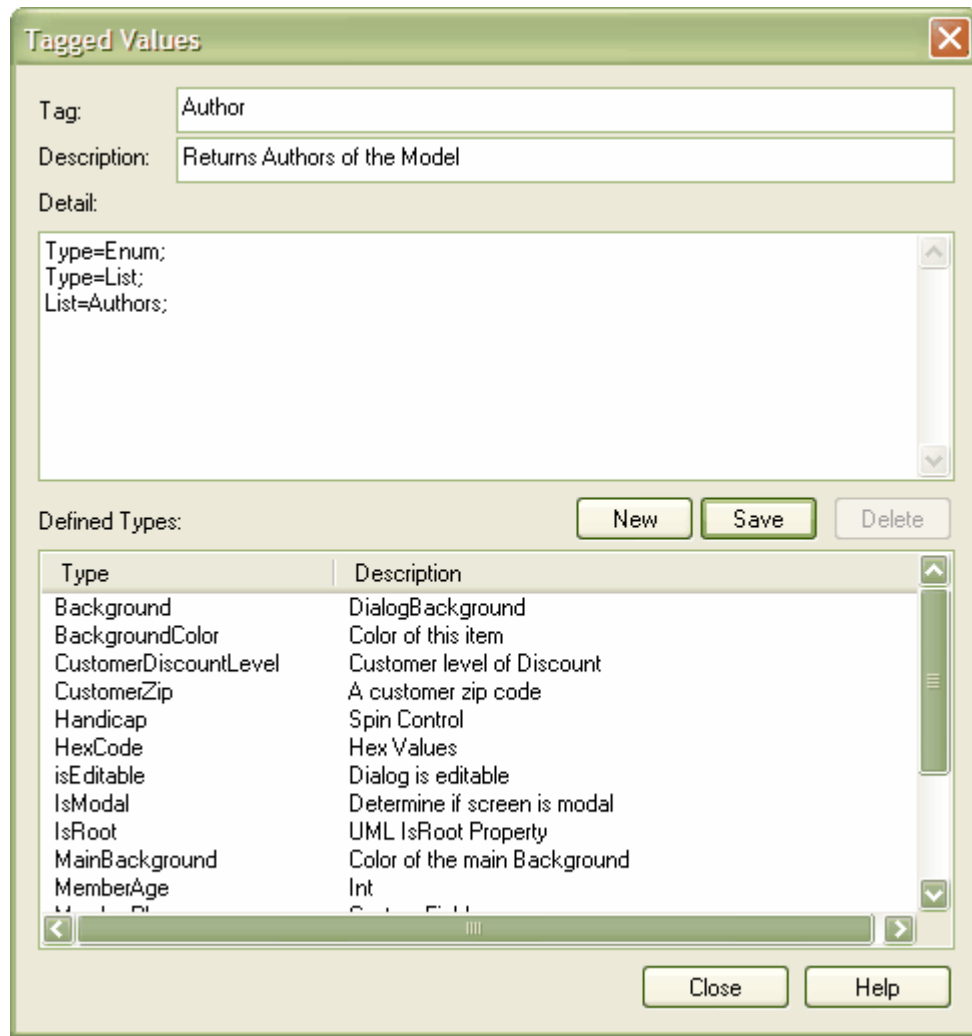 Tagged Values
Tag: Author
Description: Returns Authors of the Model
Detail:
Type=Enum;
Type=List;
List=Authors;
Defined Types: New Save Delete
Type Description
Background DialogBackground
BackgroundColor Color of this item
CustomerDiscountLevel Customer level of Discount
CustomerZip A customer zip code
Handicap Spin Control
HexCode Hex Values
isEditable Dialog is editable
IsModal Determine if screen is modal
IsRoot UML IsRoot Property
MainBackground Color of the main Background
MemberAge Int
Close Help